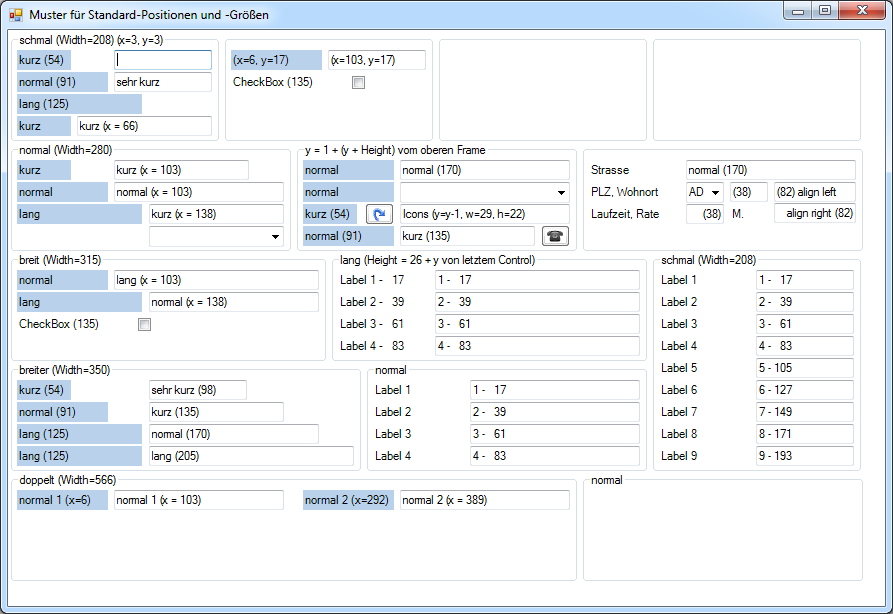 Muster für Standard-Positionen und -Größen
schmal (Width=208) (x=3, y=3)
kurz (54)
normal (91) sehr kurz
lang (125)
kurz kurz (x = 66)
(x=6, y=17) (x=103, y=17)
CheckBox (135)
normal (Width=280)
kurz kurz (x = 103)
normal normal (x = 103)
lang kurz (x = 138)
y = 1 + (y + Height) vom oberen Frame
normal normal (170)
normal
kurz (54) Icons (y=y-1, w=29, h=22)
normal (91) kurz (135)
Strasse normal (170)
PLZ, Wohnort AD (38) (82) align left
Laufzeit, Rate (38) M. align right (82)
breit (Width=315)
normal lang (x = 103)
lang normal (x = 138)
CheckBox (135)
lang (Height = 26 + y von letztem Control)
Label 1 - 17 1 - 17
Label 2 - 39 2 - 39
Label 3 - 61 3 - 61
Label 4 - 83 4 - 83
schmal (Width=208)
Label 1 1 - 17
Label 2 2 - 39
Label 3 3 - 61
Label 4 4 - 83
Label 5 5 - 105
Label 6 6 - 127
Label 7 7 - 149
Label 8 8 - 171
Label 9 9 - 193
breiter (Width=350)
kurz (54) sehr kurz (98)
normal (91) kurz (135)
lang (125) normal (170)
lang (125) lang (205)
normal
Label 1 1 - 17
Label 2 2 - 39
Label 3 3 - 61
Label 4 4 - 83
doppelt (Width=566)
normal 1 (x=6) normal 1 (x = 103) normal 2 (x=292) normal 2 (x = 389)
normal